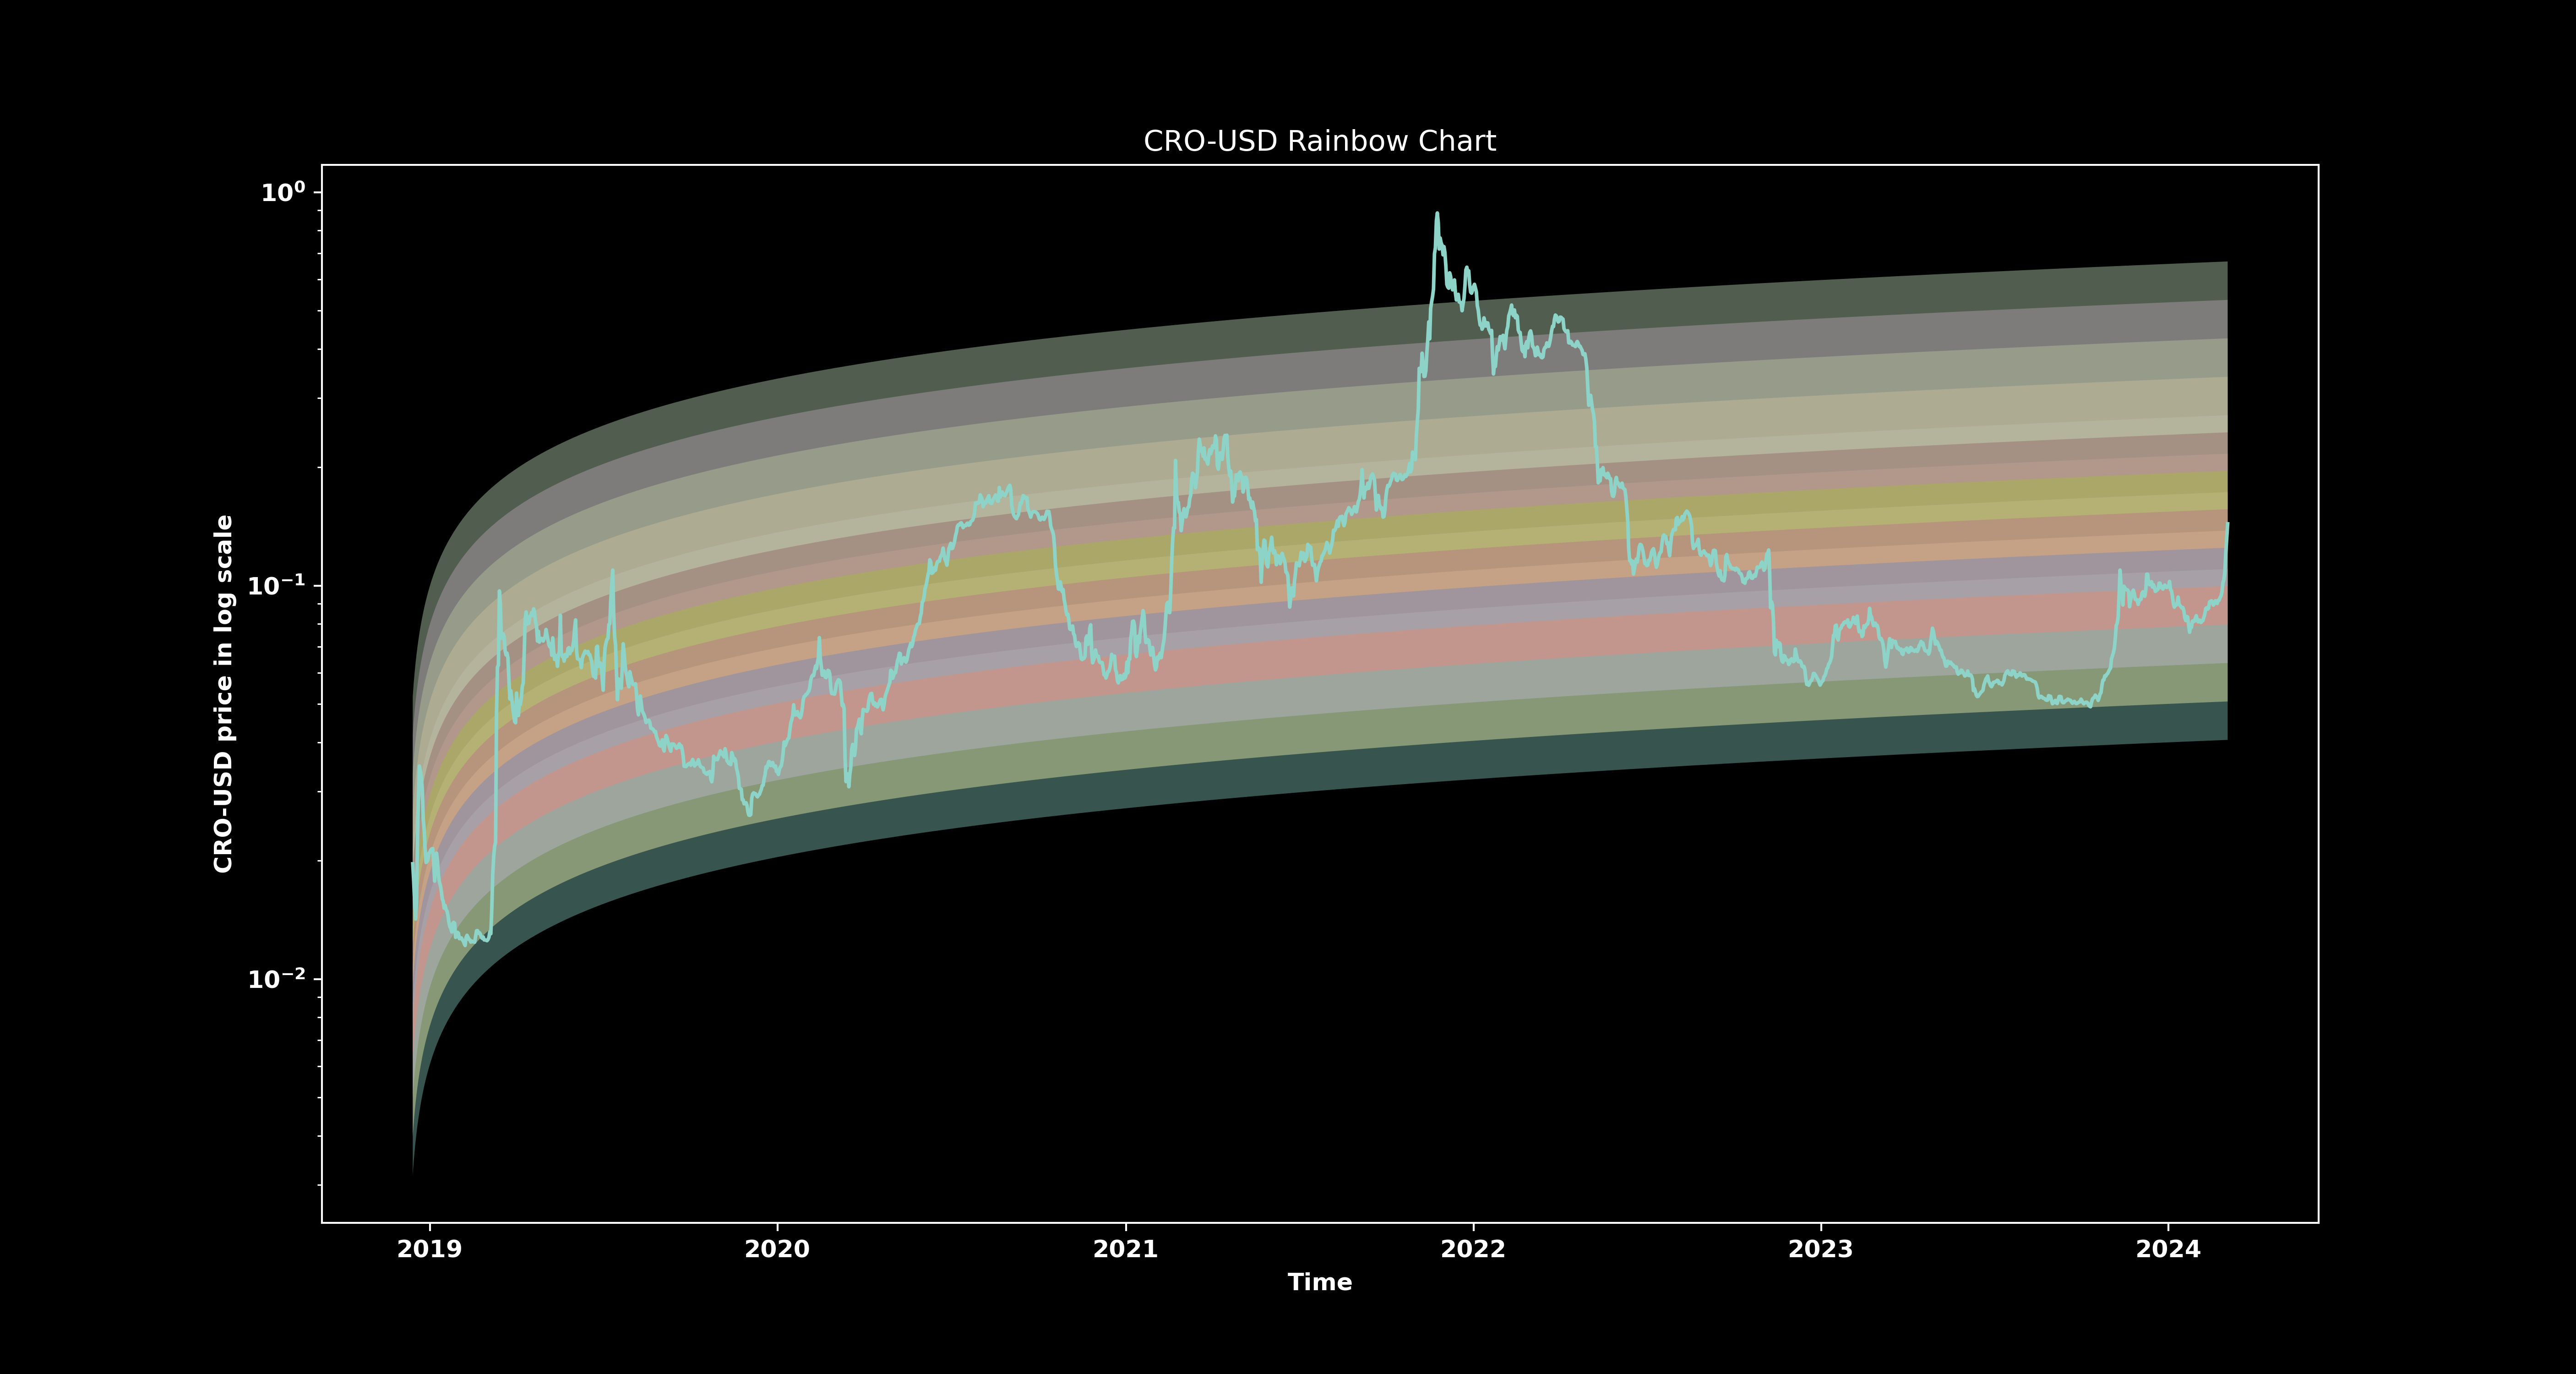 CRO-USD Rainbow Chart
10⁰
10⁻¹
10⁻²
CRO-USD price in log scale
2019 2020 2021 2022 2023 2024
Time